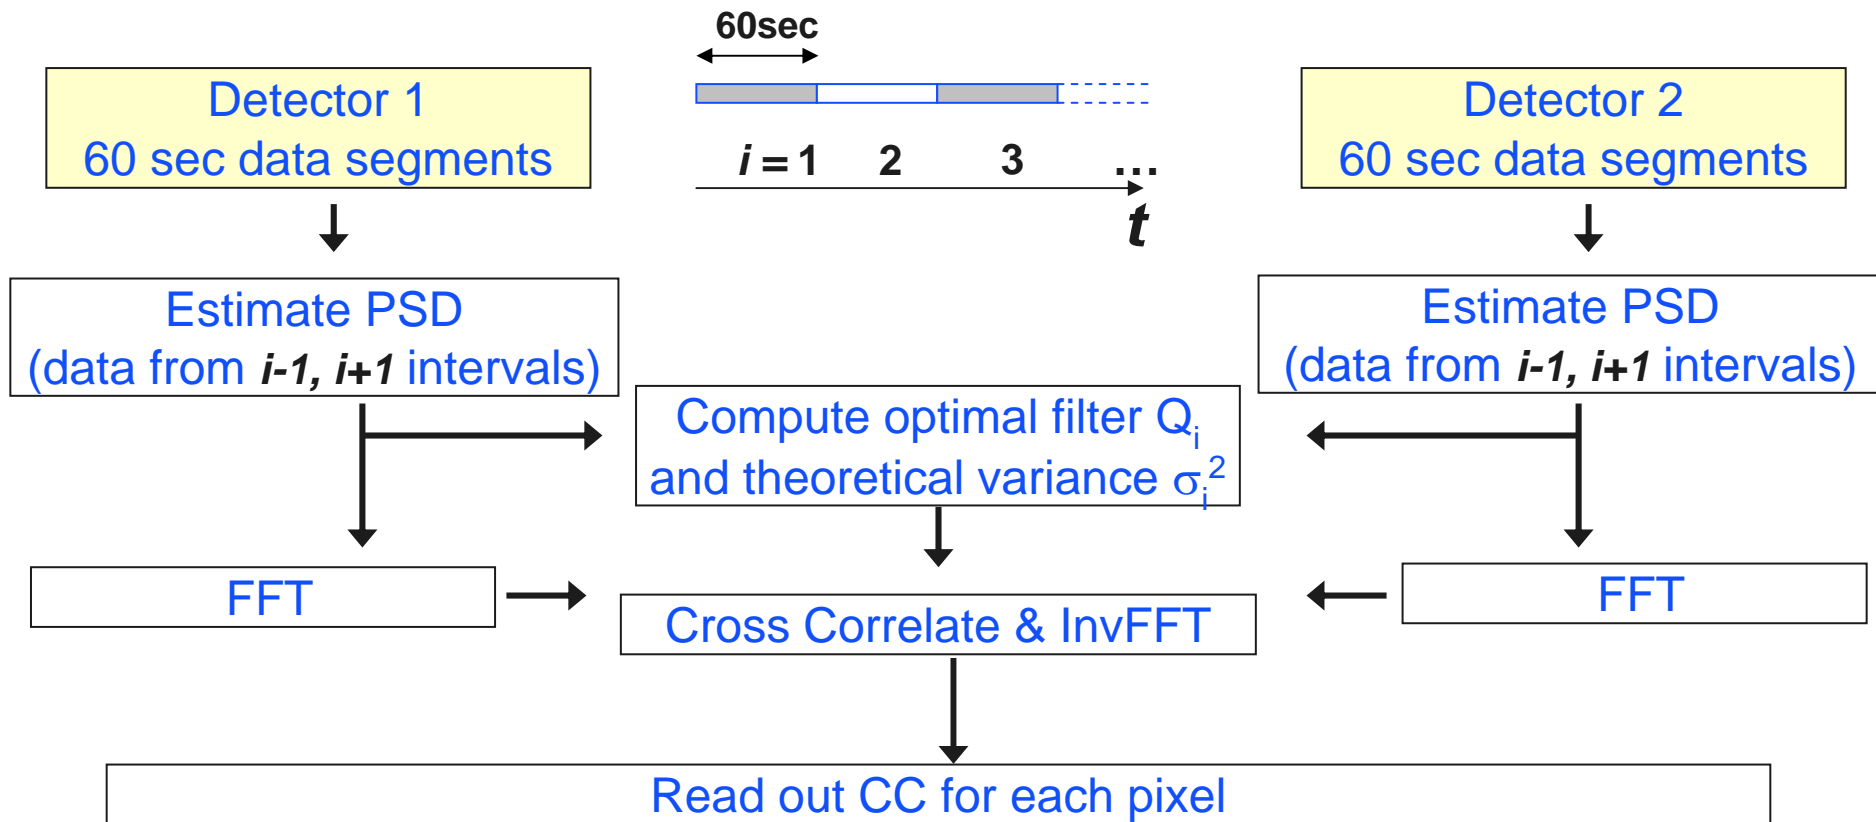 60sec
Detector 1
60 sec data segments
i = 1 2 3 ...
t
Detector 2
60 sec data segments
Estimate PSD
(data from i-1, i+1 intervals)
Estimate PSD
(data from i-1, i+1 intervals)
Compute optimal filter Qᵢ
and theoretical variance σᵢ²
FFT
FFT
Cross Correlate & InvFFT
Read out CC for each pixel